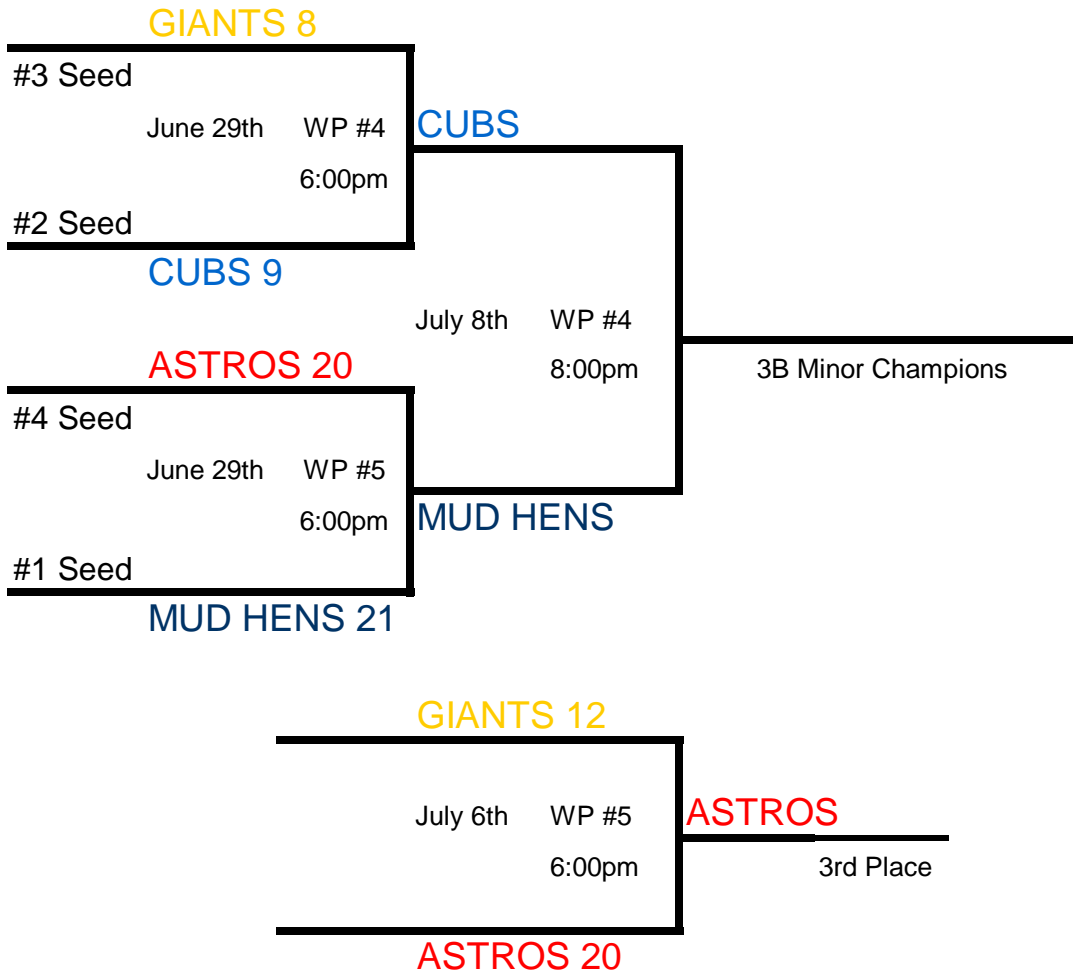 GIANTS 8
#3 Seed
June 29th WP #4
6:00pm
#2 Seed
CUBS 9
CUBS
ASTROS 20
#4 Seed
June 29th WP #5
6:00pm
#1 Seed
MUD HENS 21
MUD HENS
July 8th WP #4
8:00pm
3B Minor Champions
GIANTS 12
July 6th WP #5
6:00pm
ASTROS 20
ASTROS
3rd Place